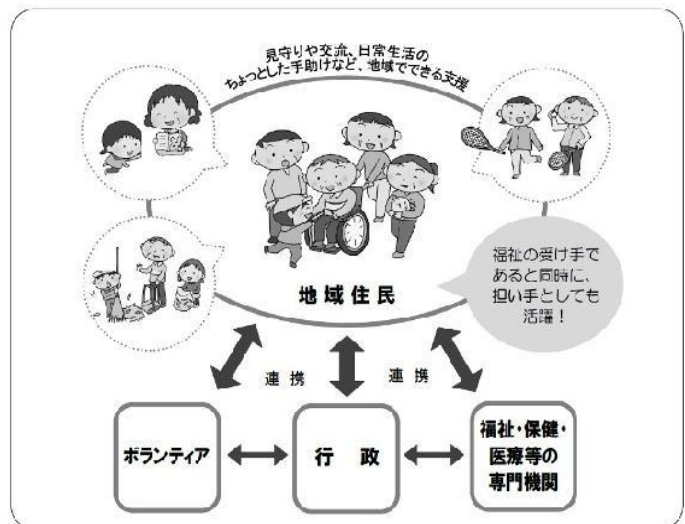 見守りや交流、日常生活の
ちょっとした手助けなど、地域でできる支援
福祉の受け手で
あると同時に、
担い手としても
活躍！
地域住民
連携
連携
ボランティア
行政
福祉・保健・
医療等の
専門機関